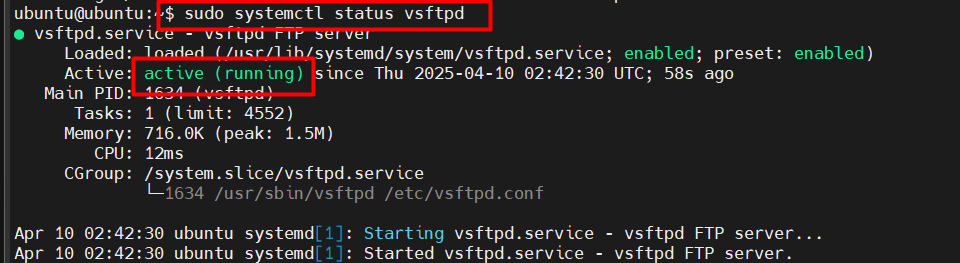 ubuntu@ubuntu:~$ sudo systemctl status vsftpd
● vsftpd.service - vsftpd FTP server
Loaded: loaded (/usr/lib/systemd/system/vsftpd.service; enabled; preset: enabled)
Active: active (running) since Thu 2025-04-10 02:42:30 UTC; 58s ago
Main PID: 1634 (vsftpd)
Tasks: 1 (limit: 4552)
Memory: 716.0K (peak: 1.5M)
CPU: 12ms
CGroup: /system.slice/vsftpd.service
└─1634 /usr/sbin/vsftpd /etc/vsftpd.conf
Apr 10 02:42:30 ubuntu systemd[1]: Starting vsftpd.service - vsftpd FTP server...
Apr 10 02:42:30 ubuntu systemd[1]: Started vsftpd.service - vsftpd FTP server.